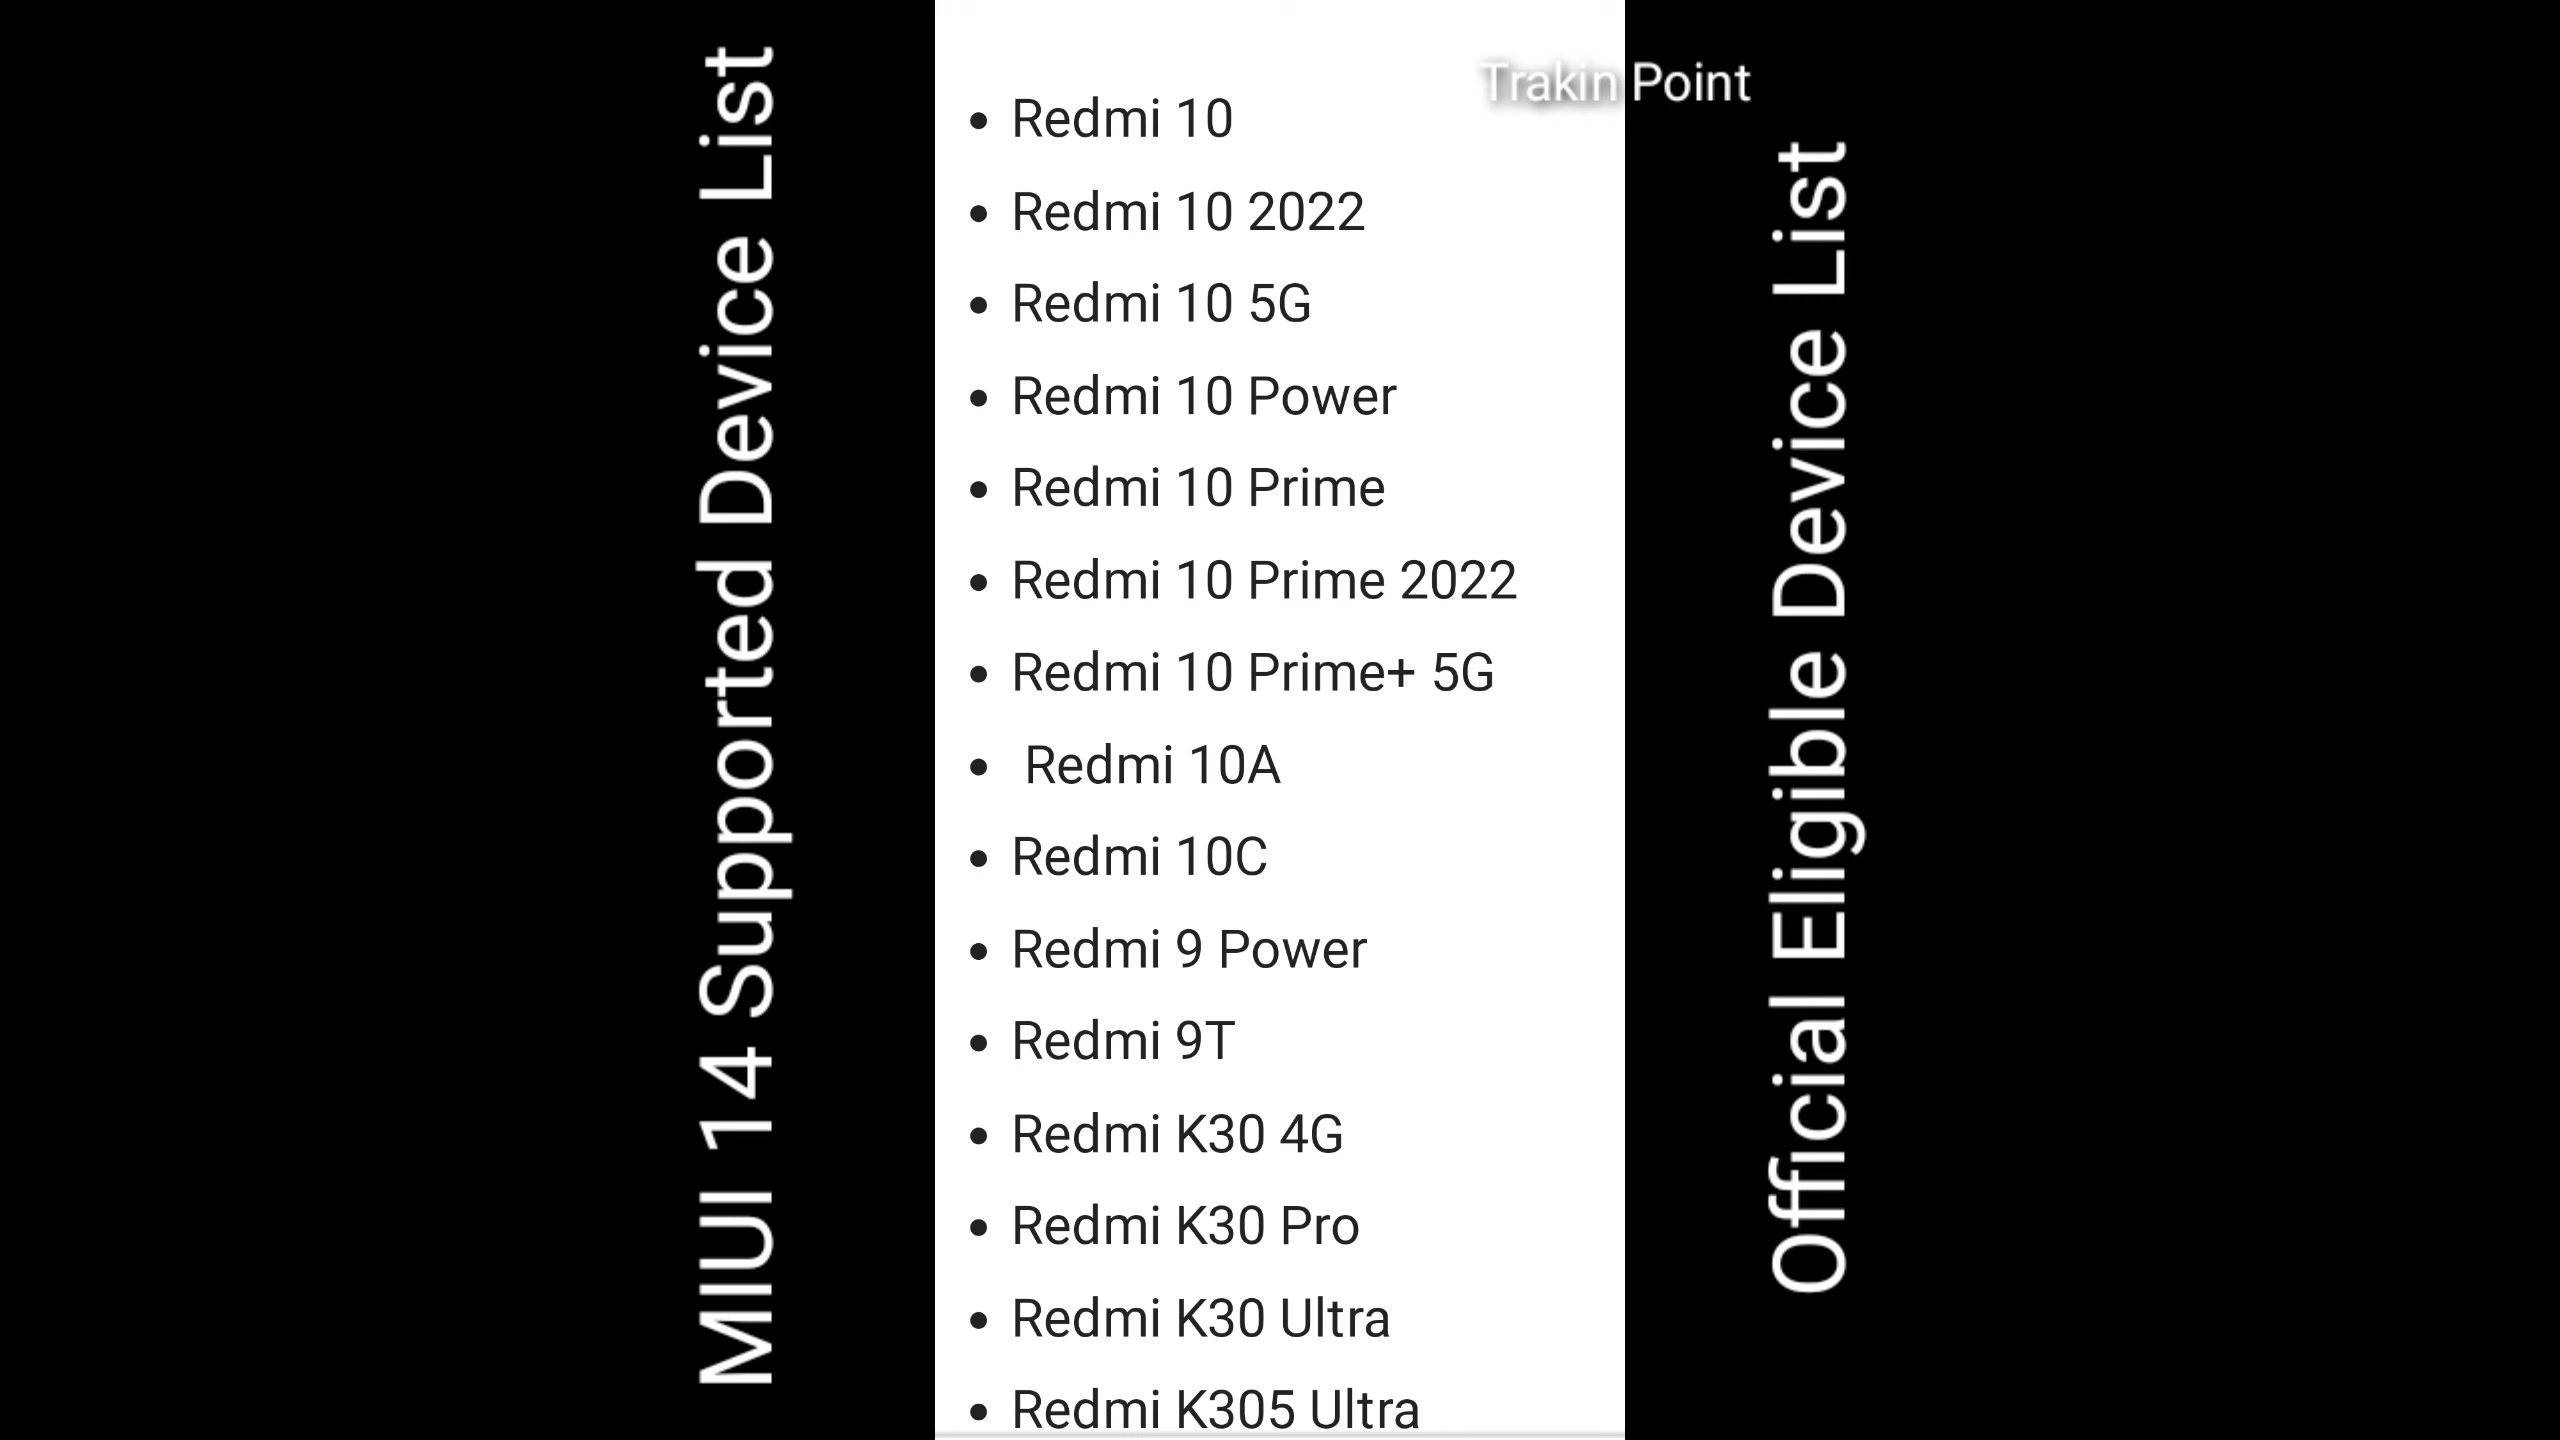 MIUI 14 Supported Device List
Trakin Point
• Redmi 10
• Redmi 10 2022
• Redmi 10 5G
• Redmi 10 Power
• Redmi 10 Prime
• Redmi 10 Prime 2022
• Redmi 10 Prime+ 5G
• Redmi 10A
• Redmi 10C
• Redmi 9 Power
• Redmi 9T
• Redmi K30 4G
• Redmi K30 Pro
• Redmi K30 Ultra
• Redmi K305 Ultra
Official Eligible Device List